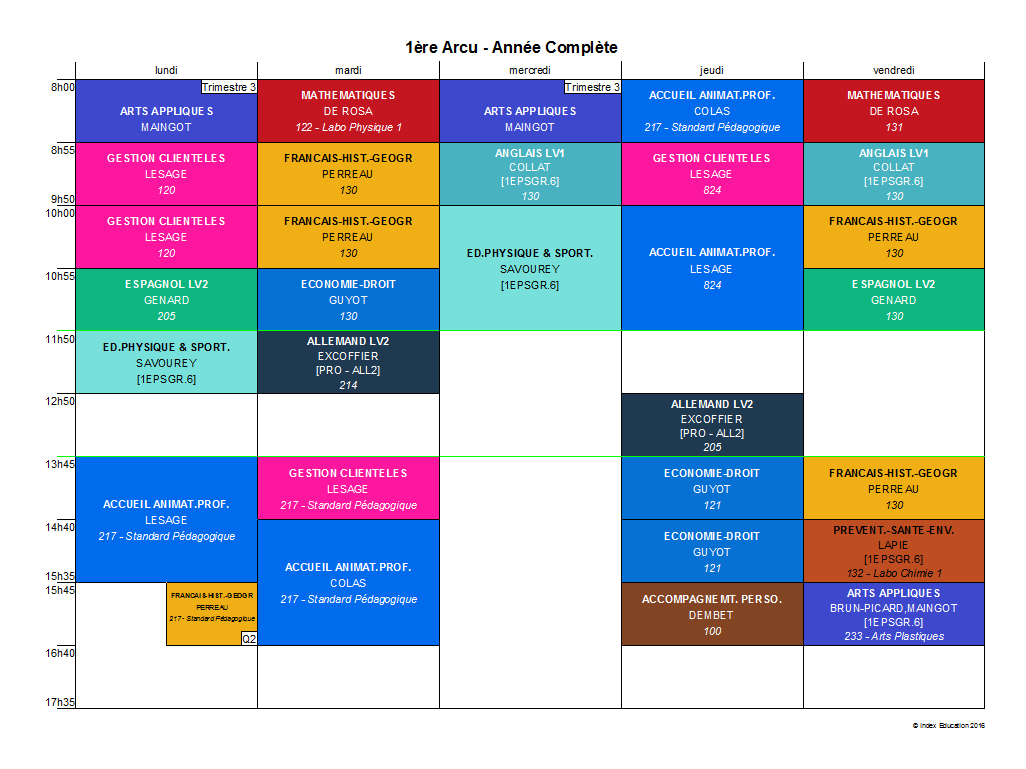 1ère Arcu - Année Complète
lundi
mardi
mercredi
jeudi
vendredi
8h00
8h55
9h50
10h00
10h55
11h50
12h50
13h45
14h40
15h35
15h45
16h40
17h35
Trimestre 3
ARTS APPLIQUES
MAINGOT
GESTION CLIENTELES
LESAGE
120
GESTION CLIENTELES
LESAGE
120
ESPAGNOL LV2
GENARD
205
ED.PHYSIQUE & SPORT.
SAVOUREY
[1EPSGR.6]
ACCUEIL ANIMAT.PROF.
LESAGE
217 - Standard Pédagogique
FRANCAIS-HIST.-GEOGR
PERREAU
217 - Standard Pédagogique
Q2
MATHEMATIQUES
DE ROSA
122 - Labo Physique 1
FRANCAIS-HIST.-GEOGR
PERREAU
130
FRANCAIS-HIST.-GEOGR
PERREAU
130
ECONOMIE-DROIT
GUYOT
130
ALLEMAND LV2
EXCOFFIER
[PRO - ALL2]
214
GESTION CLIENTELES
LESAGE
217 - Standard Pédagogique
ACCUEIL ANIMAT.PROF.
COLAS
217 - Standard Pédagogique
Trimestre 3
ARTS APPLIQUES
MAINGOT
ANGLAIS LV1
COLLAT
[1EPSGR.6]
130
ED.PHYSIQUE & SPORT.
SAVOUREY
[1EPSGR.6]
ACCUEIL ANIMAT.PROF.
COLAS
217 - Standard Pédagogique
GESTION CLIENTELES
LESAGE
824
ACCUEIL ANIMAT.PROF.
LESAGE
824
ALLEMAND LV2
EXCOFFIER
[PRO - ALL2]
205
ECONOMIE-DROIT
GUYOT
121
ECONOMIE-DROIT
GUYOT
121
ACCOMPAGNEMT. PERSO.
DEMBET
100
MATHEMATIQUES
DE ROSA
131
ANGLAIS LV1
COLLAT
[1EPSGR.6]
130
FRANCAIS-HIST.-GEOGR
PERREAU
130
ESPAGNOL LV2
GENARD
130
FRANCAIS-HIST.-GEOGR
PERREAU
130
PREVENT.-SANTE-ENV.
LAPIE
[1EPSGR.6]
132 - Labo Chimie 1
ARTS APPLIQUES
BRUN-PICARD,MAINGOT
[1EPSGR.6]
233 - Arts Plastiques
© Index Education 2016